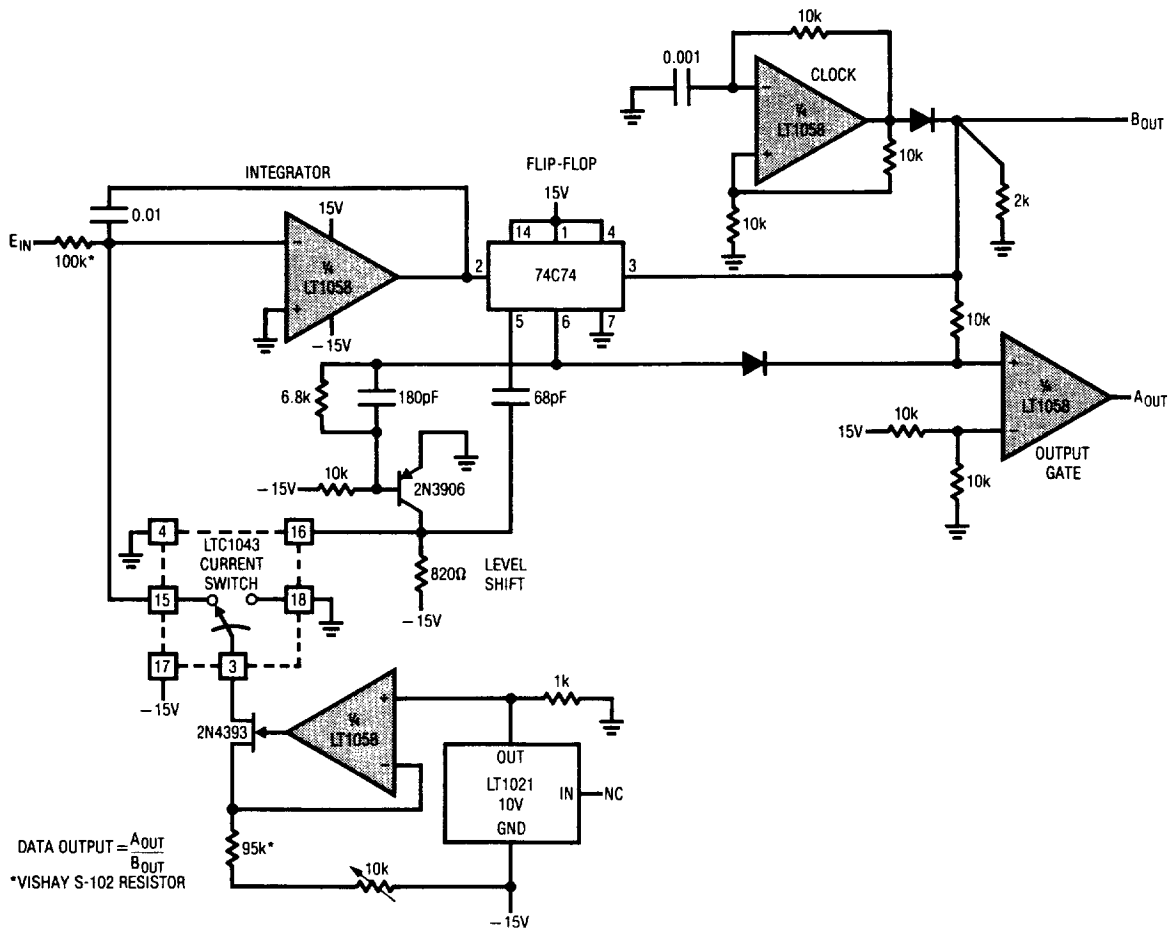 10k
0.001
CLOCK
−
¼
LT1058
+
BOUT
10k
10k
2k
INTEGRATOR
FLIP-FLOP
15V
0.01
15V
EIN
100k*
−
¼
LT1058
+
−15V
14
1
4
2
74C74
3
5
6
7
10k
6.8k
180pF
68pF
+
¼
LT1058
−
AOUT
15V
10k
OUTPUT
GATE
10k
−15V
10k
2N3906
4
16
LTC1043
CURRENT
SWITCH
820Ω
LEVEL
SHIFT
−15V
15
18
17
3
−15V
2N4393
+
¼
LT1058
−
1k
OUT
LT1021
10V
IN
NC
GND
95k*
10k
−15V
DATA OUTPUT = AOUT
BOUT
*VISHAY S-102 RESISTOR